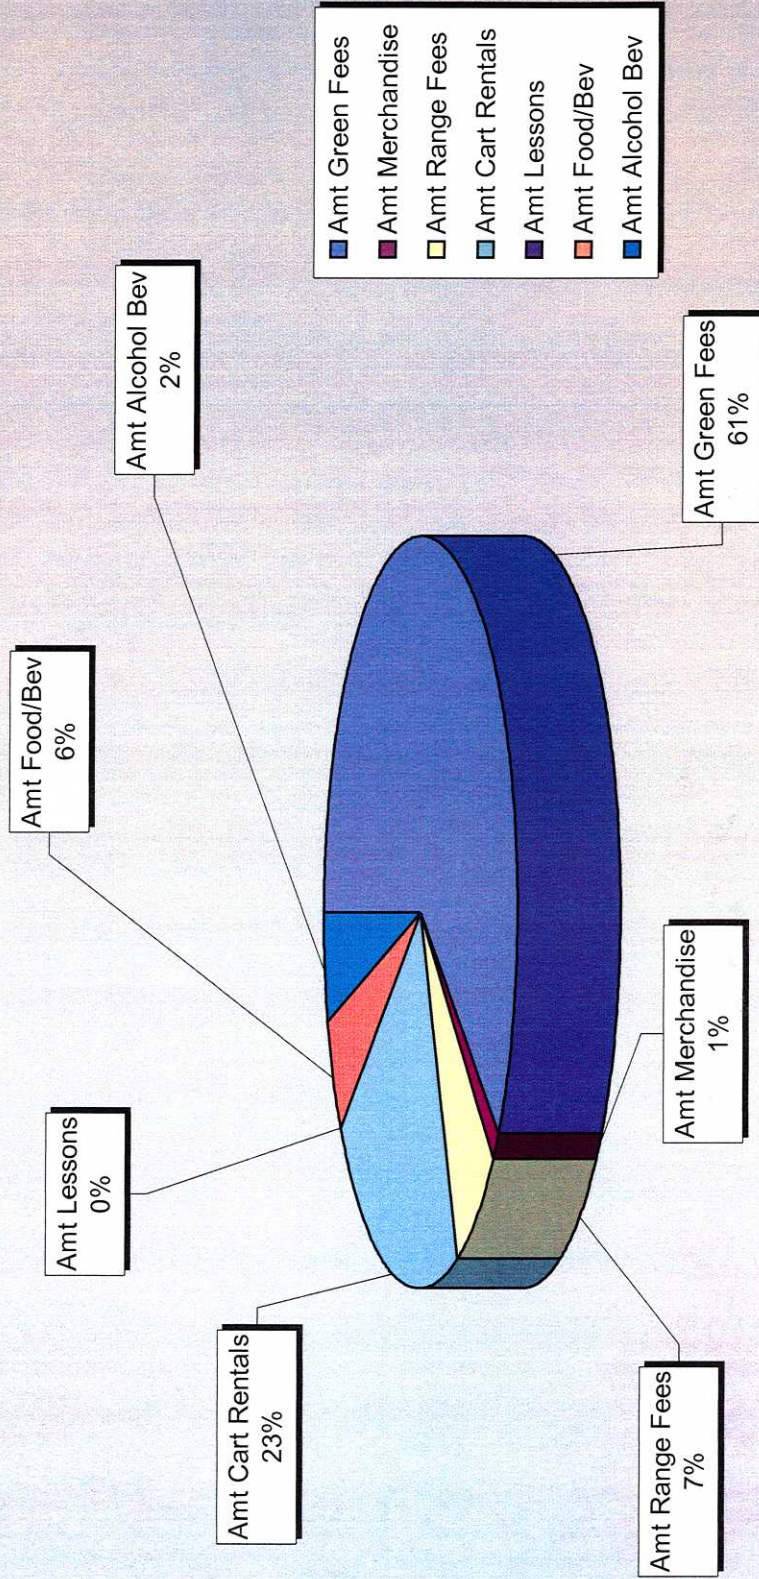 Amt Food/Bev
6%
Amt Alcohol Bev
2%
Amt Lessons
0%
Amt Cart Rentals
23%
Amt Green Fees
Amt Merchandise
Amt Range Fees
Amt Cart Rentals
Amt Lessons
Amt Food/Bev
Amt Alcohol Bev
Amt Range Fees
7%
Amt Merchandise
1%
Amt Green Fees
61%